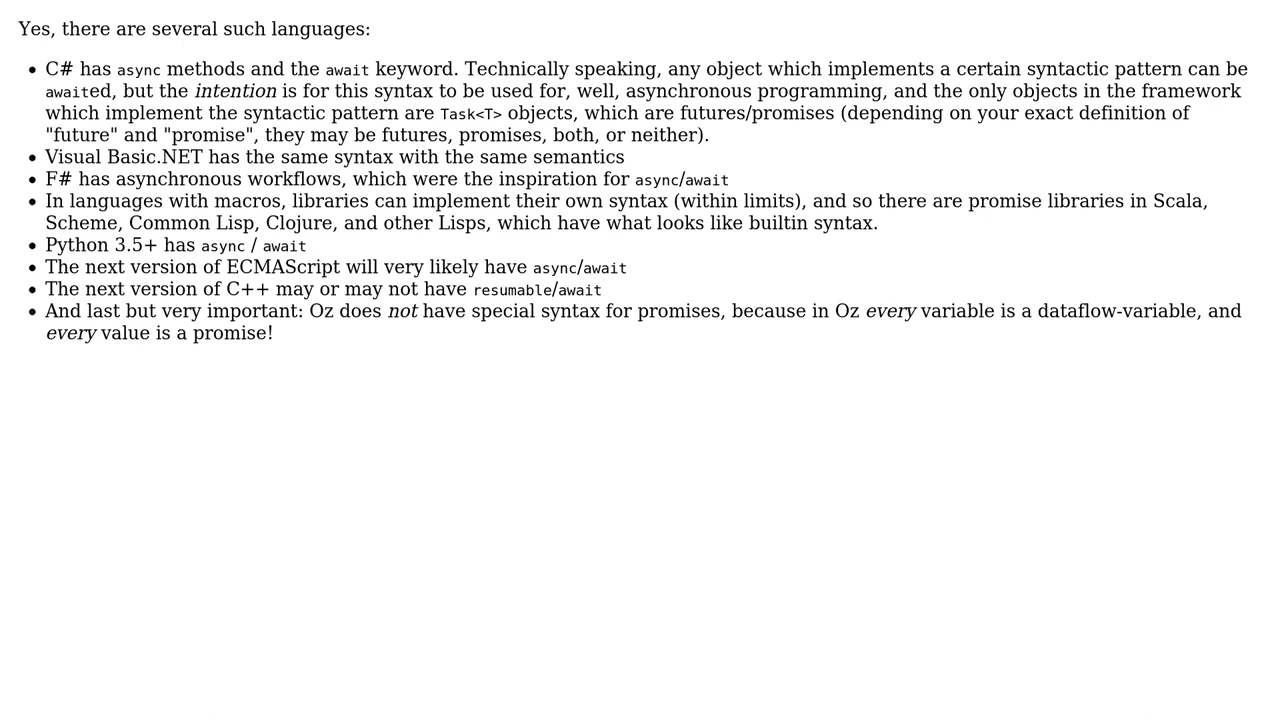 Yes, there are several such languages:
• C# has async methods and the await keyword. Technically speaking, any object which implements a certain syntactic pattern can be
awaited, but the intention is for this syntax to be used for, well, asynchronous programming, and the only objects in the framework
which implement the syntactic pattern are Task<T> objects, which are futures/promises (depending on your exact definition of
"future" and "promise", they may be futures, promises, both, or neither).
• Visual Basic.NET has the same syntax with the same semantics
• F# has asynchronous workflows, which were the inspiration for async/await
• In languages with macros, libraries can implement their own syntax (within limits), and so there are promise libraries in Scala,
Scheme, Common Lisp, Clojure, and other Lisps, which have what looks like builtin syntax.
• Python 3.5+ has async / await
• The next version of ECMAScript will very likely have async/await
• The next version of C++ may or may not have resumable/await
• And last but very important: Oz does not have special syntax for promises, because in Oz every variable is a dataflow-variable, and
every value is a promise!